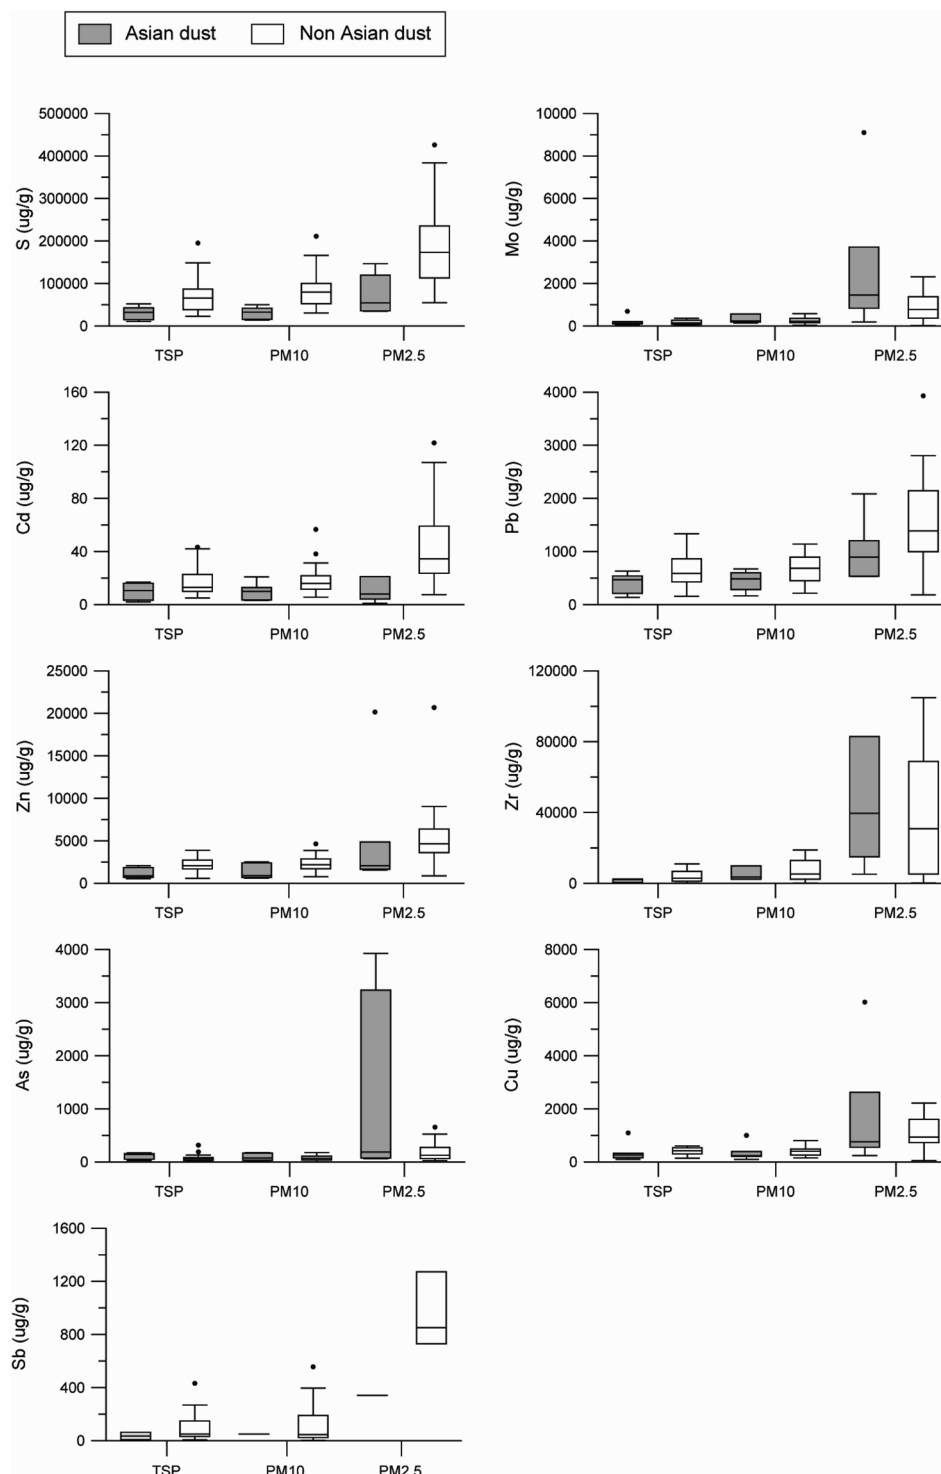 Asian dust
Non Asian dust
S (ug/g)
500000
400000
300000
200000
100000
0
TSP PM10 PM2.5
Mo (ug/g)
10000
8000
6000
4000
2000
0
TSP PM10 PM2.5
Cd (ug/g)
160
120
80
40
0
TSP PM10 PM2.5
Pb (ug/g)
4000
3000
2000
1000
0
TSP PM10 PM2.5
Zn (ug/g)
25000
20000
15000
10000
5000
0
TSP PM10 PM2.5
Zr (ug/g)
120000
80000
40000
0
TSP PM10 PM2.5
As (ug/g)
4000
3000
2000
1000
0
TSP PM10 PM2.5
Cu (ug/g)
8000
6000
4000
2000
0
TSP PM10 PM2.5
Sb (ug/g)
1600
1200
800
400
0
TSP PM10 PM2.5